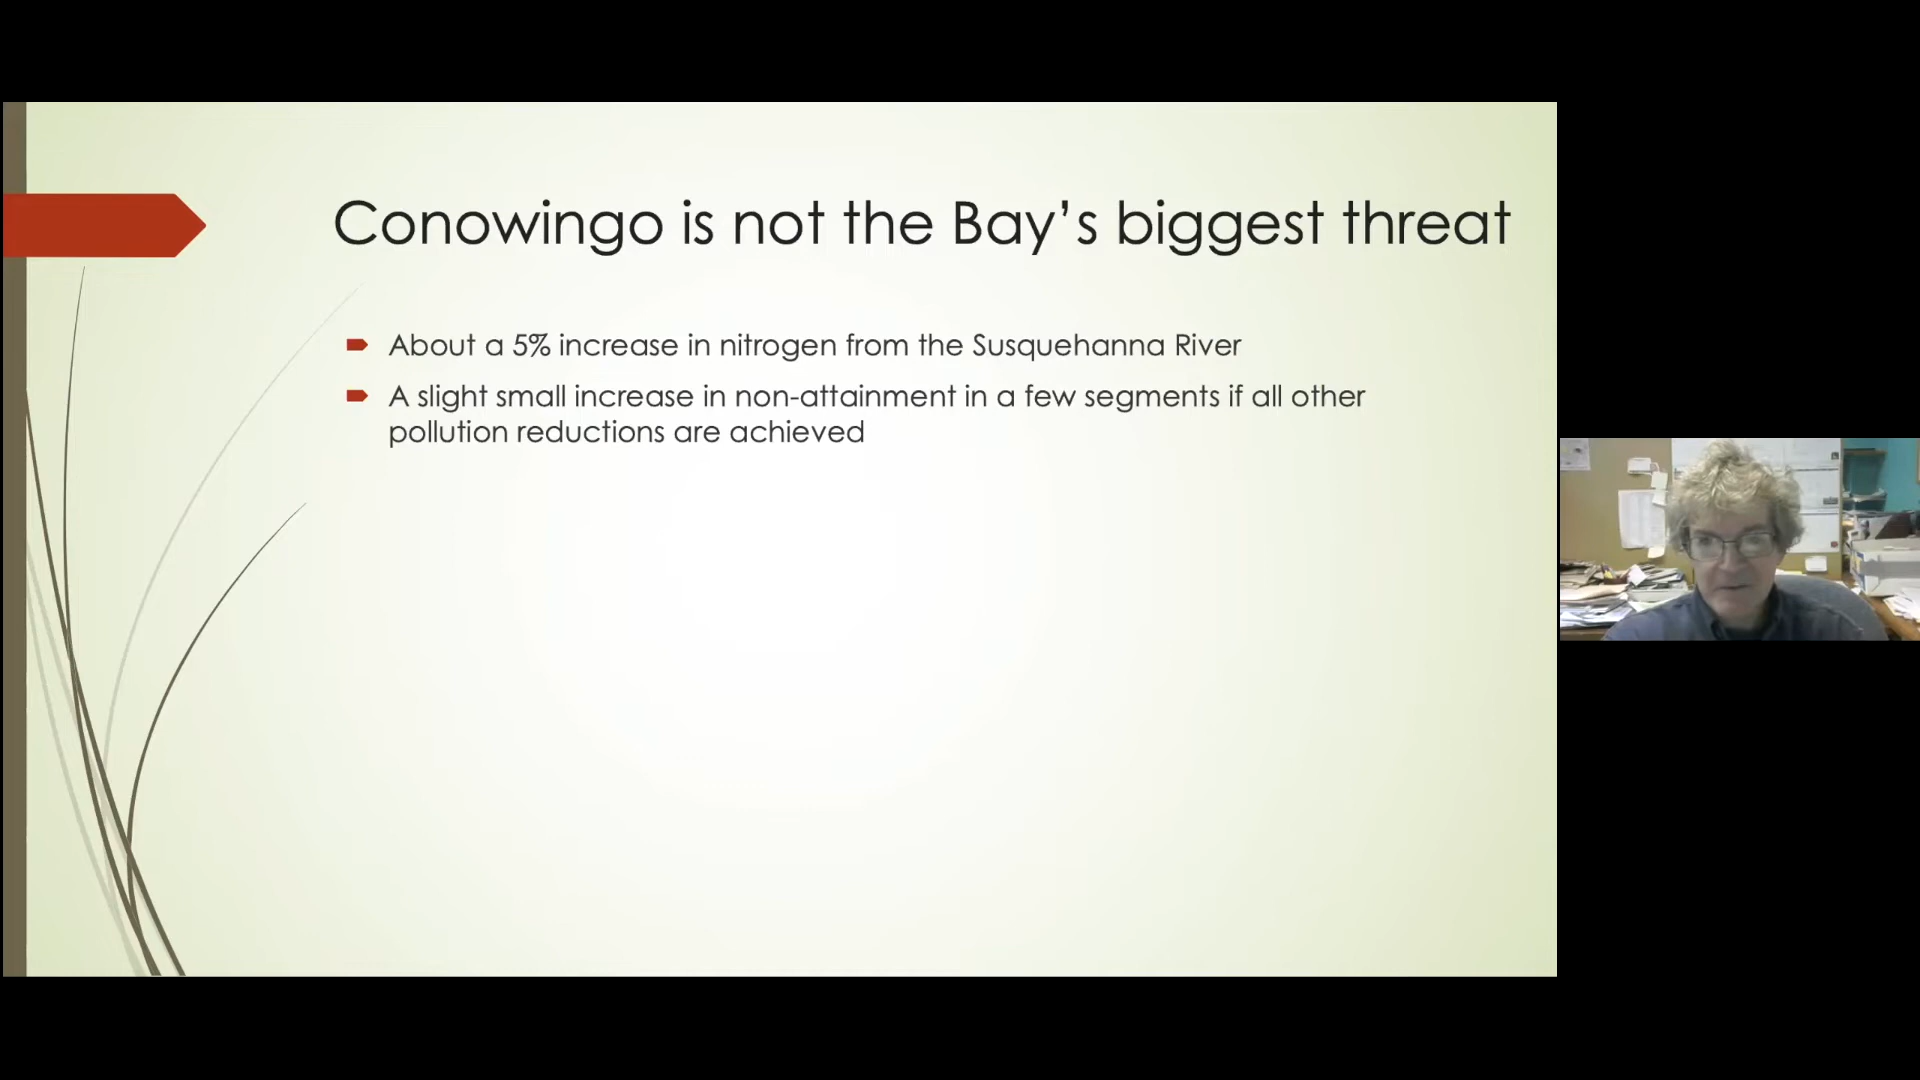 Conowingo is not the Bay’s biggest threat
About a 5% increase in nitrogen from the Susquehanna River
A slight small increase in non-attainment in a few segments if all other
pollution reductions are achieved